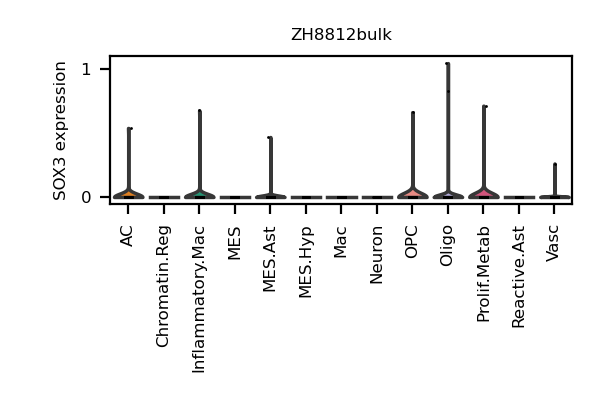 ZH8812bulk
SOX3 expression
1
0
AC
Chromatin.Reg
Inflammatory.Mac
MES
MES.Ast
MES.Hyp
Mac
Neuron
OPC
Oligo
Prolif.Metab
Reactive.Ast
Vasc